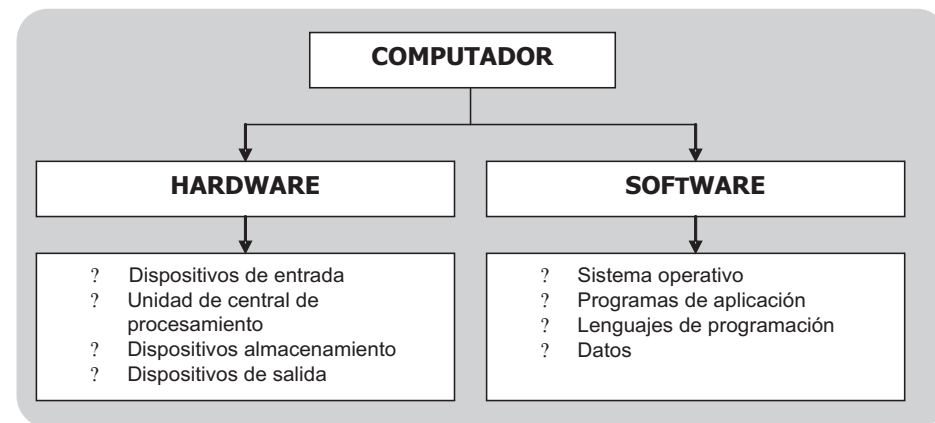 COMPUTADOR
HARDWARE
SOFTWARE
? Dispositivos de entrada
? Unidad de central de
procesamiento
? Dispositivos almacenamiento
? Dispositivos de salida
? Sistema operativo
? Programas de aplicación
? Lenguajes de programación
? Datos